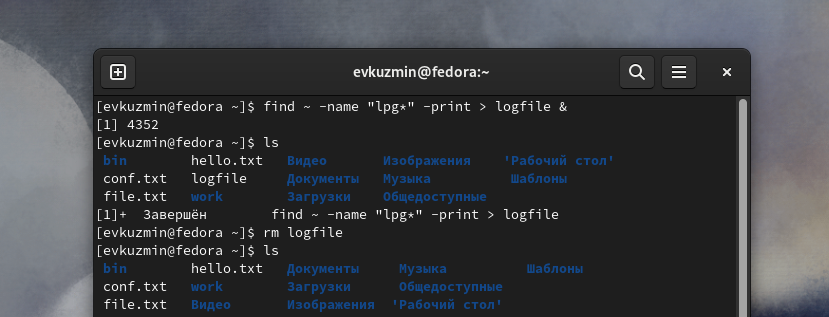 evkuzmin@fedora:~
[evkuzmin@fedora ~]$ find ~ -name "lpg*" -print > logfile &
[1] 4352
[evkuzmin@fedora ~]$ ls
bin hello.txt Видео Изображения 'Рабочий стол'
conf.txt logfile Документы Музыка Шаблоны
file.txt work Загрузки Общедоступные
[1]+ Завершён find ~ -name "lpg*" -print > logfile
[evkuzmin@fedora ~]$ rm logfile
[evkuzmin@fedora ~]$ ls
bin hello.txt Документы Музыка Шаблоны
conf.txt work Загрузки Общедоступные
file.txt Видео Изображения 'Рабочий стол'